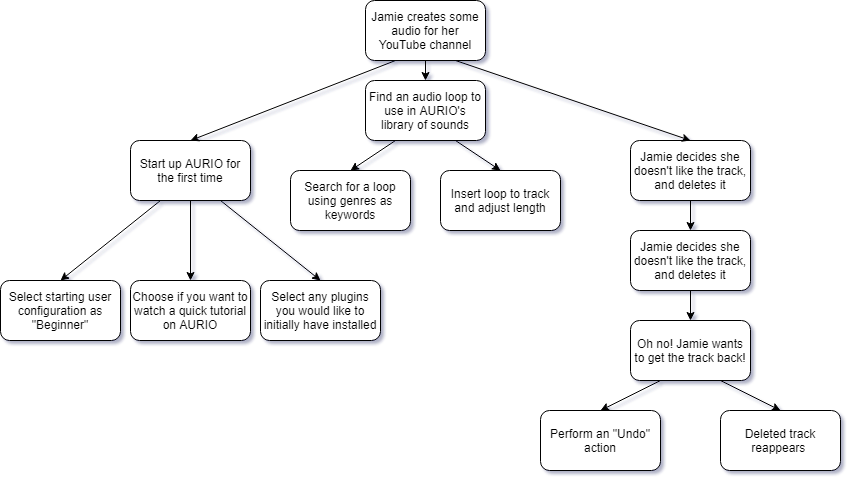 Jamie creates some
audio for her
YouTube channel
Find an audio loop to
use in AURIO's
library of sounds
Start up AURIO for
the first time
Jamie decides she
doesn't like the track,
and deletes it
Search for a loop
using genres as
keywords
Insert loop to track
and adjust length
Jamie decides she
doesn't like the track,
and deletes it
Select starting user
configuration as
"Beginner"
Choose if you want to
watch a quick tutorial
on AURIO
Select any plugins
you would like to
initially have installed
Oh no! Jamie wants
to get the track back!
Perform an "Undo"
action
Deleted track
reappears